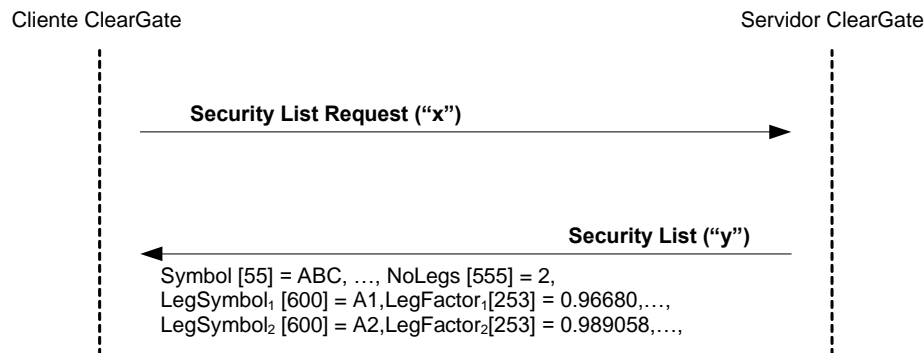 Cliente ClearGate
Servidor ClearGate
Security List Request (“x”)
Security List (“y”)
Symbol [55] = ABC, …, NoLegs [555] = 2,
LegSymbol₁ [600] = A1,LegFactor₁[253] = 0.96680,…,
LegSymbol₂ [600] = A2,LegFactor₂[253] = 0.989058,…,